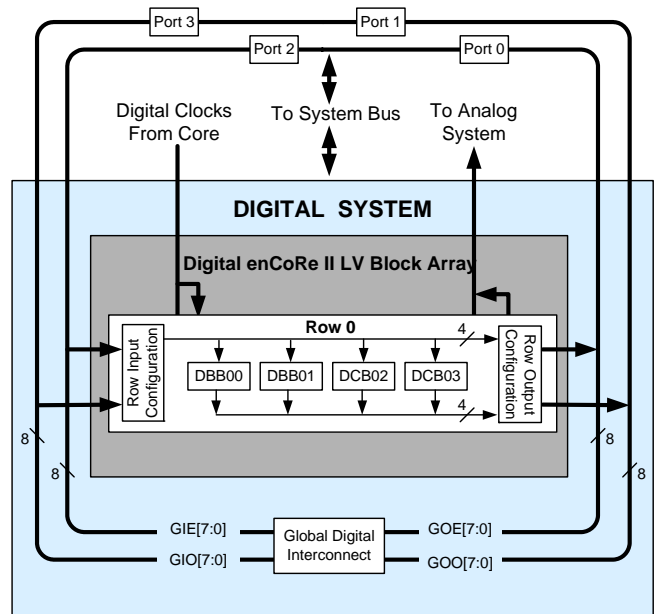 Port 3
Port 1
Port 2
Port 0
Digital Clocks
From Core
To System Bus
To Analog
System
DIGITAL SYSTEM
Digital enCoRe II LV Block Array
Row 0
4
Row Input
Configuration
DBB00
DBB01
DCB02
DCB03
4
Row Output
Configuration
8
8
8
8
GIE[7:0]
GIO[7:0]
Global Digital
Interconnect
GOE[7:0]
GOO[7:0]